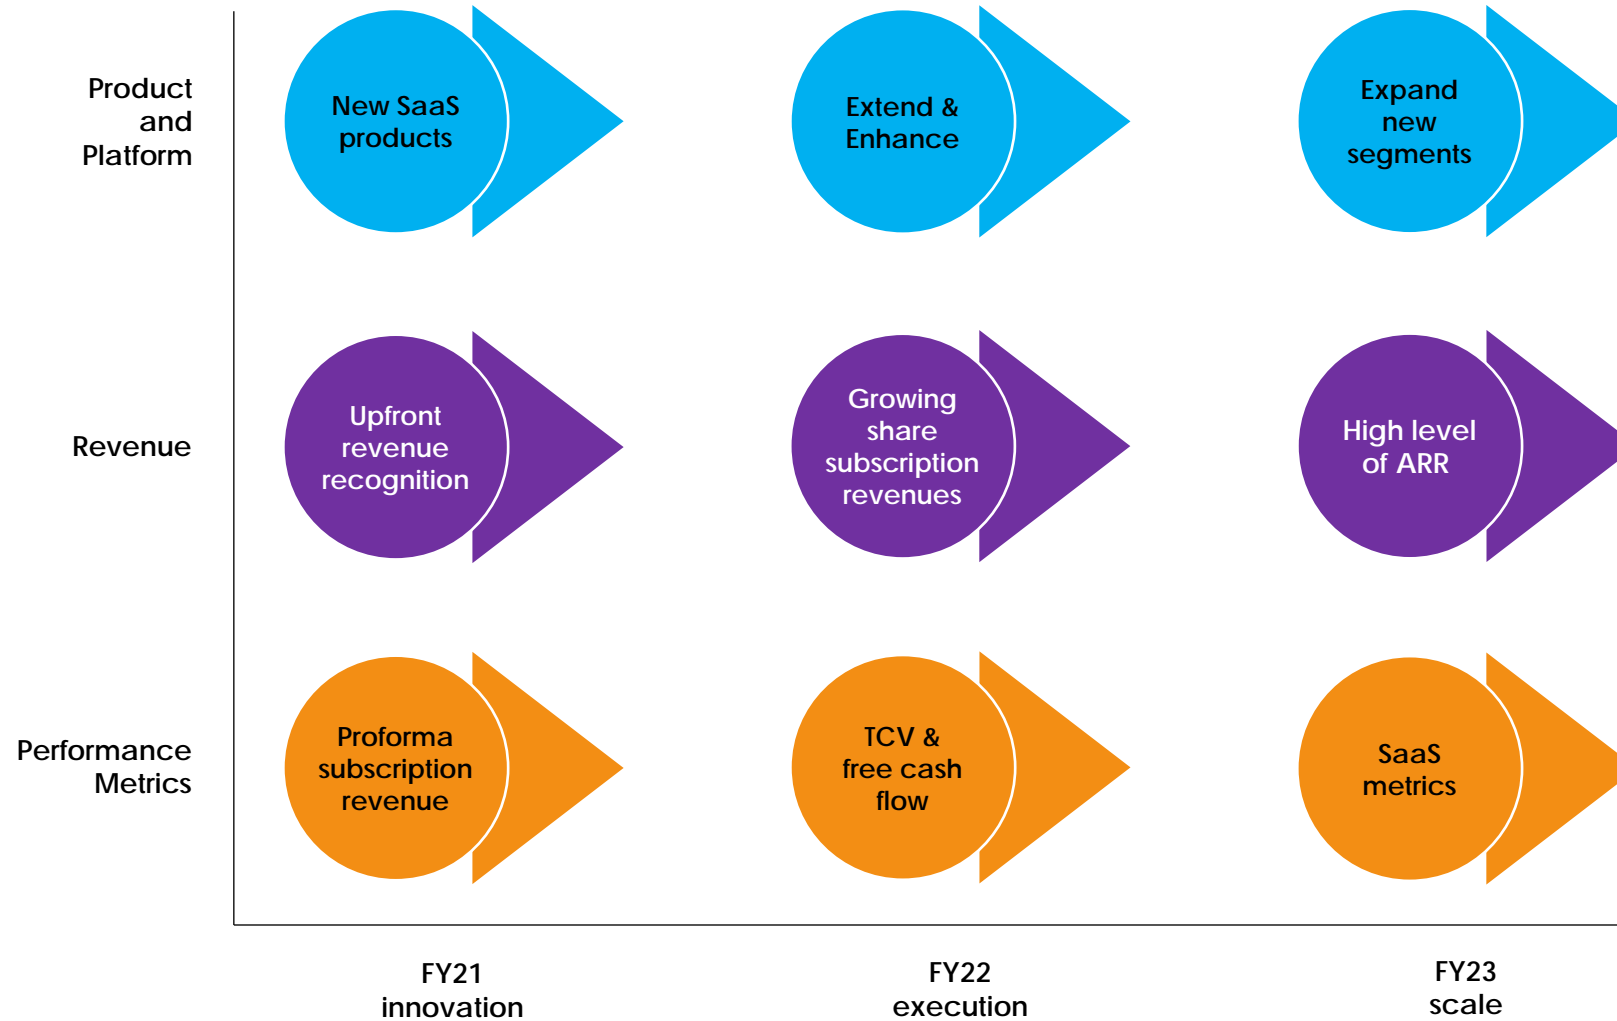 Product
and
Platform
New SaaS
products
Extend &
Enhance
Expand
new
segments
Revenue
Upfront
revenue
recognition
Growing
share
subscription
revenues
High level
of ARR
Performance
Metrics
Proforma
subscription
revenue
TCV &
free cash
flow
SaaS
metrics
FY21
innovation
FY22
execution
FY23
scale